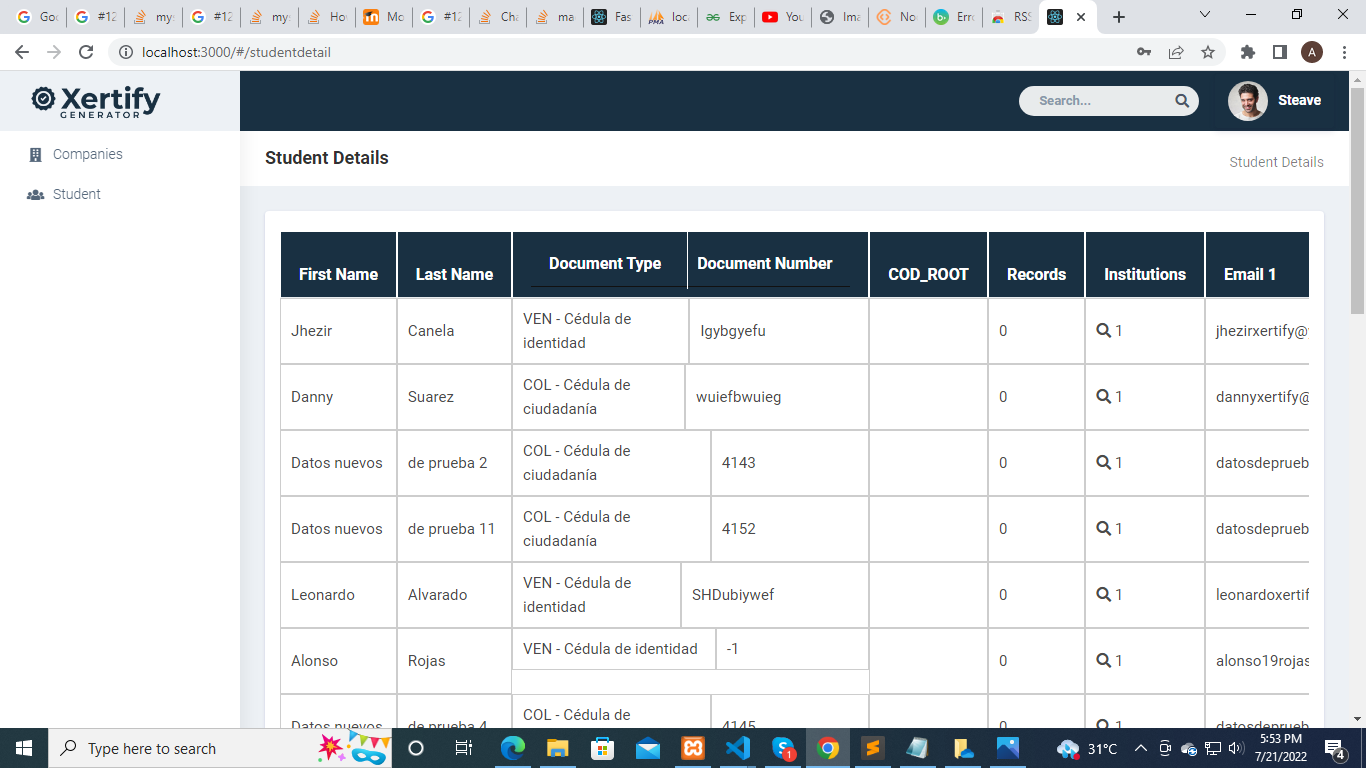 Goo
#12
mys
#12
mys
Ho
Mo
#12
Cha
ma
Fas
loca
Exp
You
Ima
No
Erro
RSS
localhost:3000/#/studentdetail
A
Xertify
GENERATOR
Search...
Steave
Companies
Student
Student Details
Student Details
First Name Last Name Document Type Document Number COD_ROOT Records Institutions Email 1
Jhezir Canela VEN - Cédula de identidad Igybgyefu 0 1 jhezirxertify@
Danny Suarez COL - Cédula de ciudadanía wuiefbwuieg 0 1 dannyxertify@
Datos nuevos de prueba 2 COL - Cédula de ciudadanía 4143 0 1 datosdeprueb
Datos nuevos de prueba 11 COL - Cédula de ciudadanía 4152 0 1 datosdeprueb
Leonardo Alvarado VEN - Cédula de identidad SHDubiywef 0 1 leonardoxertif
Alonso Rojas VEN - Cédula de identidad -1 0 1 alonso19rojas
Datos nuevos de prueba 4 COL - Cédula de 4145 0 1 datosdeprueb
Type here to search
1
31°C
5:53 PM
7/21/2022
4